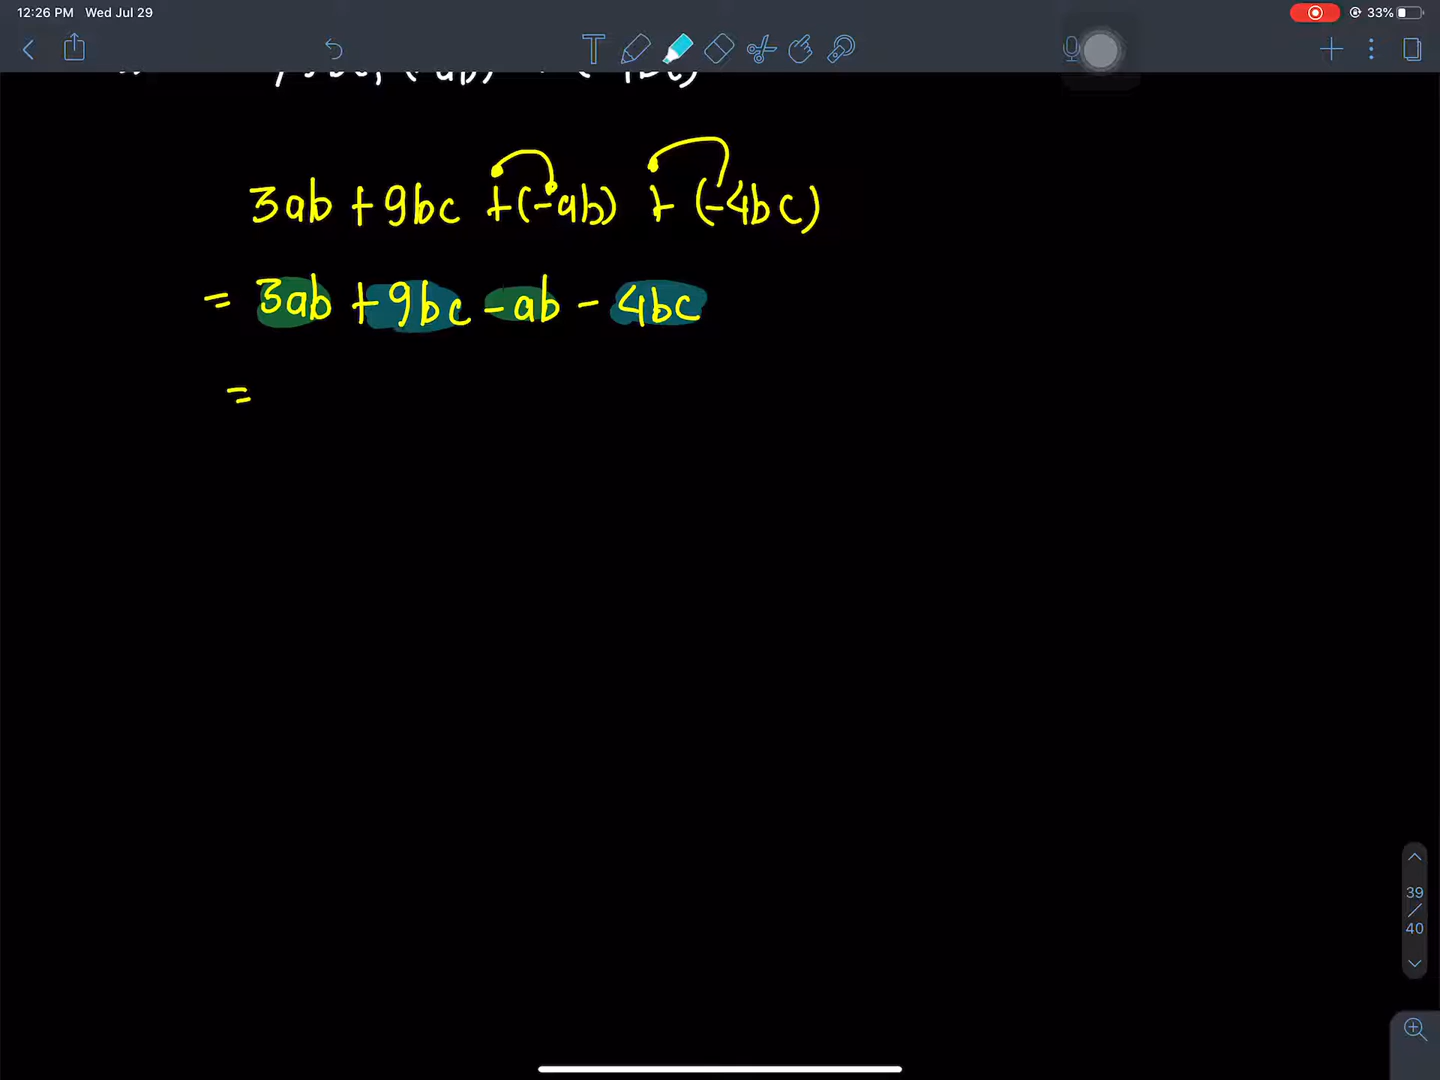 12:26 PM Wed Jul 29 33%
3ab + 9bc + (-ab) + (-4bc)
= 3ab + 9bc - ab - 4bc
=
39
/
40